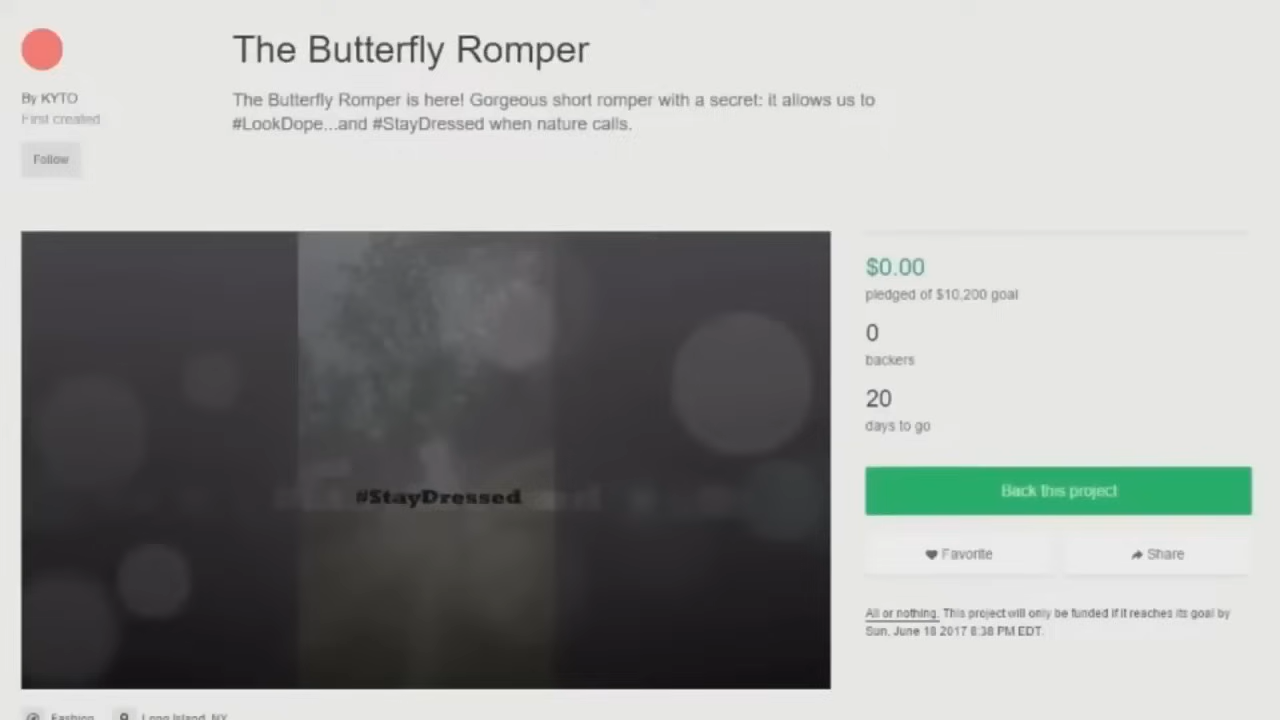 The Butterfly Romper
By KYTO
First created
Follow
The Butterfly Romper is here! Gorgeous short romper with a secret: it allows us to
#LookDope...and #StayDressed when nature calls.
#StayDressed
$0.00
pledged of $10,200 goal
0
backers
20
days to go
Back this project
Favorite
Share
All or nothing. This project will only be funded if it reaches its goal by
Sun, June 18 2017 8:38 PM EDT.
Fashion
Long Island, NY